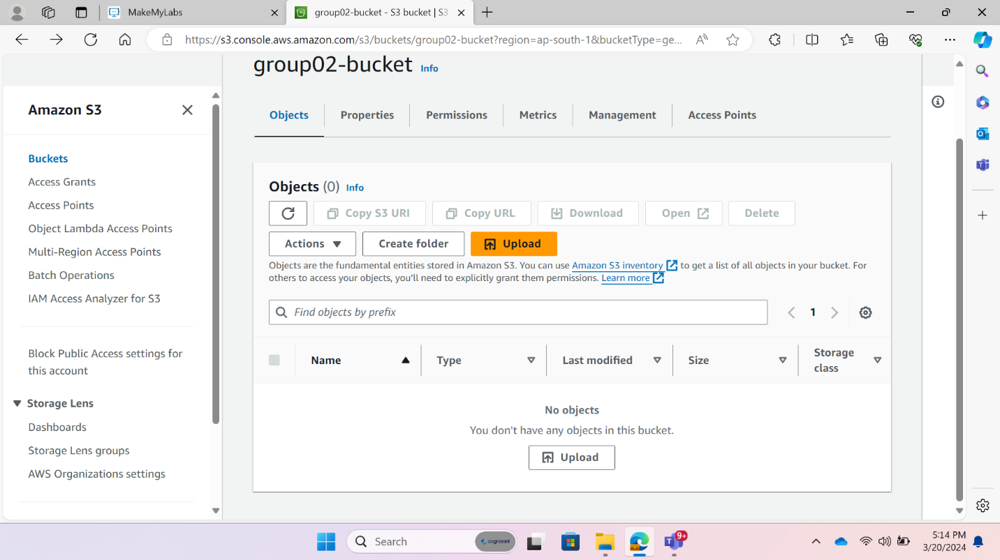 MakeMyLabs
group02-bucket - S3 bucket | S3
https://s3.console.aws.amazon.com/s3/buckets/group02-bucket?region=ap-south-1&bucketType=ge...
group02-bucket Info
Amazon S3
Buckets
Access Grants
Access Points
Object Lambda Access Points
Multi-Region Access Points
Batch Operations
IAM Access Analyzer for S3
Block Public Access settings for
this account
Storage Lens
Dashboards
Storage Lens groups
AWS Organizations settings
Objects Properties Permissions Metrics Management Access Points
Objects (0) Info
Copy S3 URI Copy URL Download Open Delete
Actions Create folder Upload
Objects are the fundamental entities stored in Amazon S3. You can use Amazon S3 inventory to get a list of all objects in your bucket. For
others to access your objects, you'll need to explicitly grant them permissions. Learn more
Find objects by prefix
1
Name Type Last modified Size Storage
class
No objects
You don't have any objects in this bucket.
Upload
Search
cognizant
9+
5:14 PM
3/20/2024